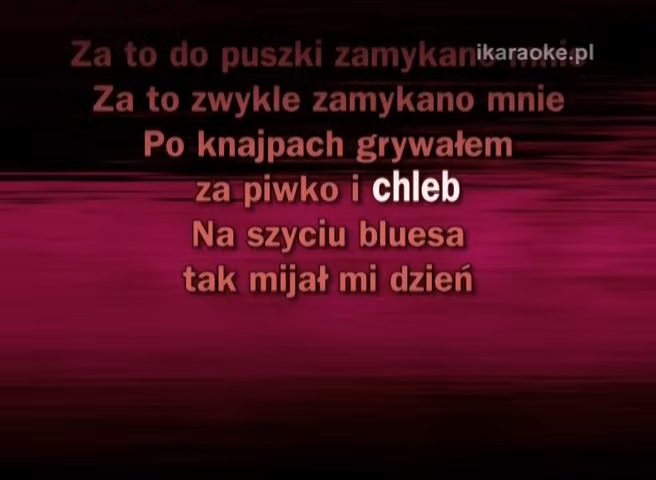 ikaraoke.pl
Za to do puszki zamykano mnie
Za to zwykle zamykano mnie
Po knajpach grywałem
za piwko i chleb
Na szyciu bluesa
tak mijał mi dzień